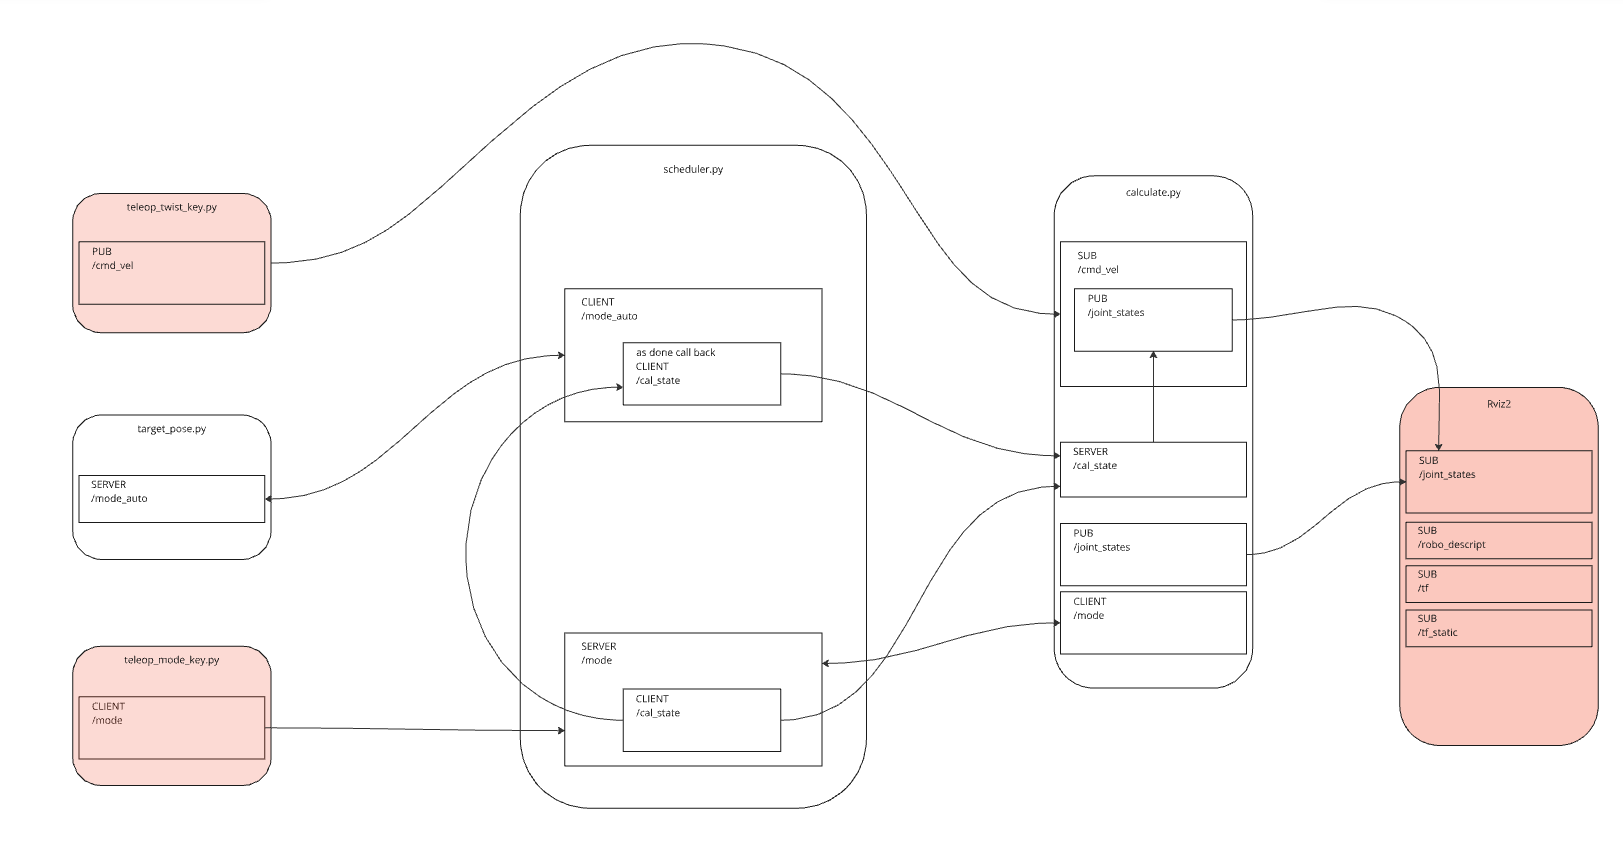 teleop_twist_key.py
PUB
/cmd_vel
target_pose.py
SERVER
/mode_auto
teleop_mode_key.py
CLIENT
/mode
scheduler.py
CLIENT
/mode_auto
as done call back
CLIENT
/cal_state
SERVER
/mode
CLIENT
/cal_state
calculate.py
SUB
/cmd_vel
PUB
/joint_states
SERVER
/cal_state
PUB
/joint_states
CLIENT
/mode
Rviz2
SUB
/joint_states
SUB
/robo_descript
SUB
/tf
SUB
/tf_static